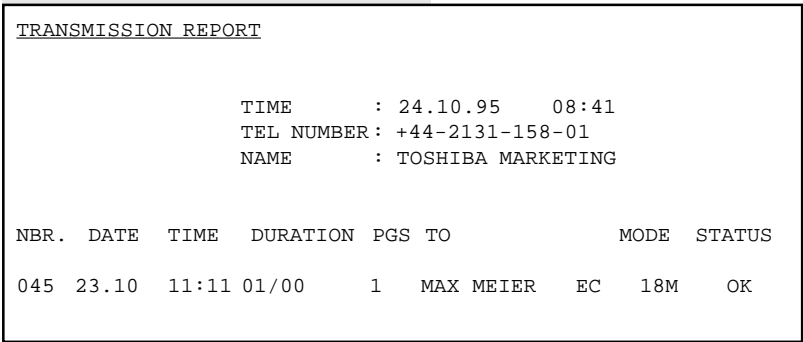 TRANSMISSION REPORT
TIME : 24.10.95 08:41
TEL NUMBER: +44-2131-158-01
NAME : TOSHIBA MARKETING
NBR. DATE TIME DURATION PGS TO MODE STATUS
045 23.10 11:11 01/00 1 MAX MEIER EC 18M OK